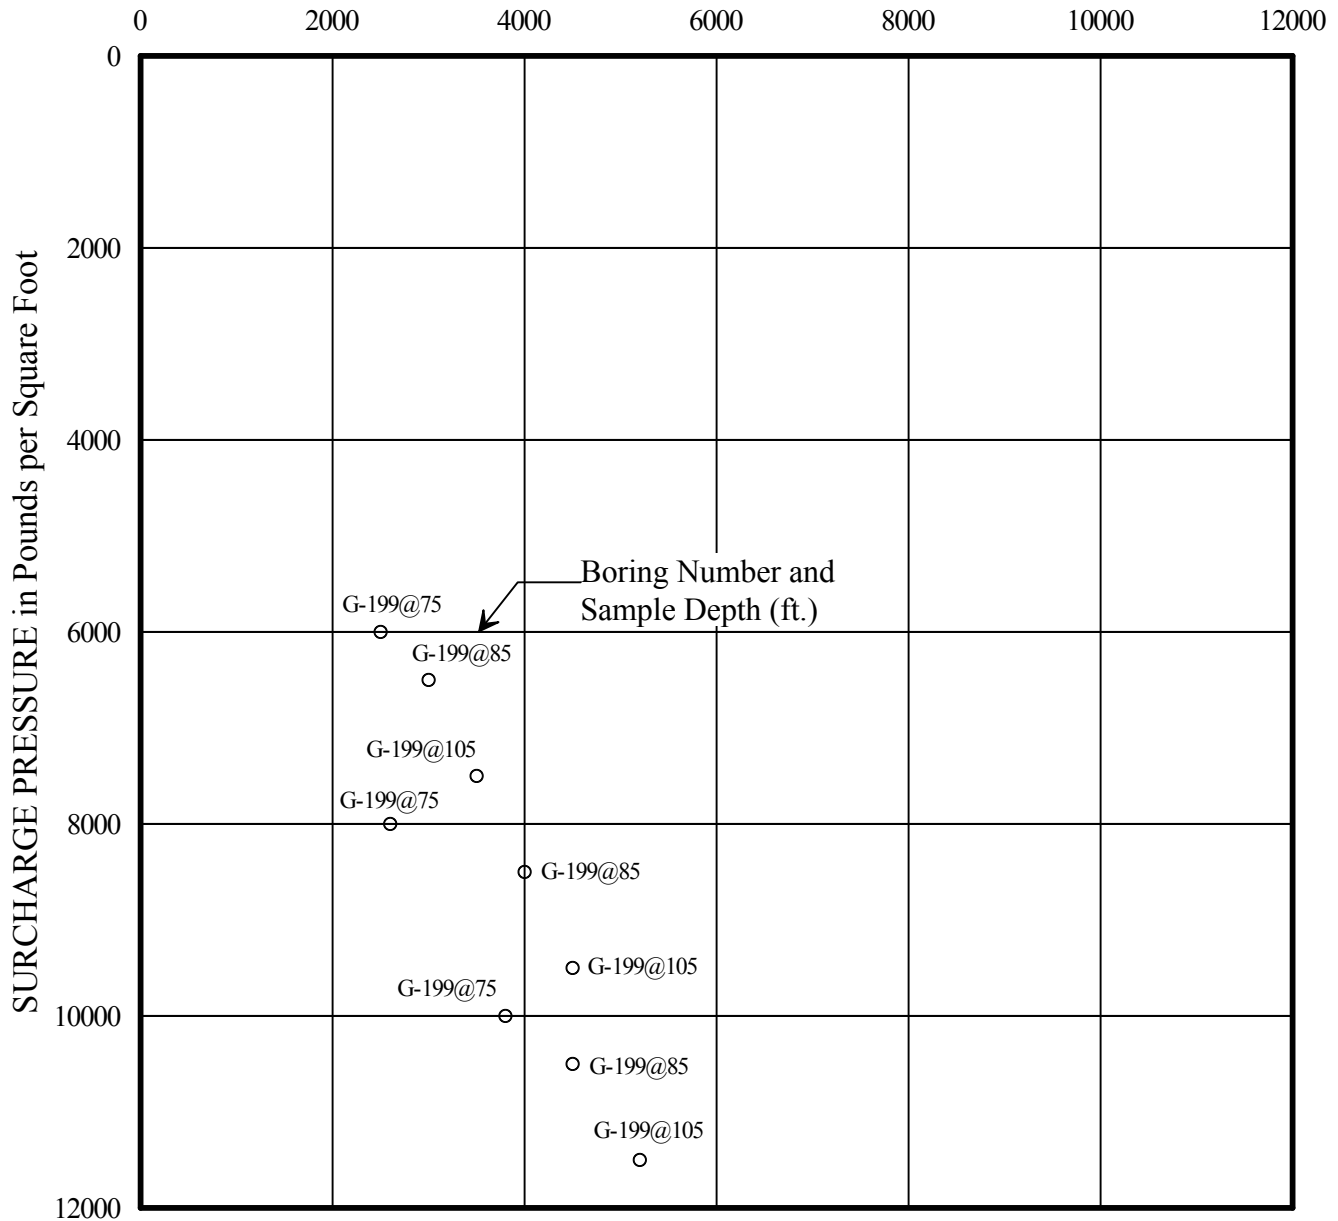 0 2000 4000 6000 8000 10000 12000
0
2000
4000
6000
8000
10000
12000
SURCHARGE PRESSURE in Pounds per Square Foot
Boring Number and
Sample Depth (ft.)
G-199@75
G-199@85
G-199@105
G-199@75
G-199@85
G-199@105
G-199@75
G-199@85
G-199@105